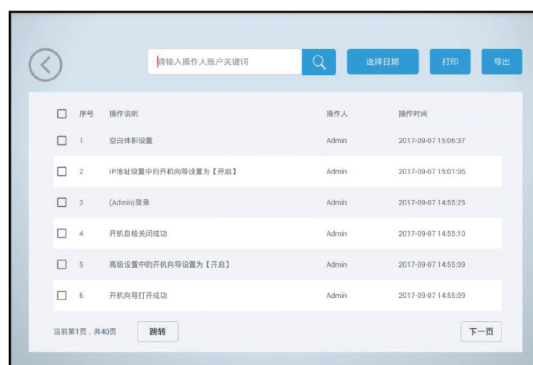 请输入操作人账户关键词 选择日期 打印 导出
序号 操作说明 操作人 操作时间
1 空白体积设置 Admin 2017-09-07 15:06:37
2 IP地址设置中的开机向导设置为【开启】 Admin 2017-09-07 15:01:06
3 (Admin)登录 Admin 2017-09-07 14:55:25
4 开机自检关闭成功 Admin 2017-09-07 14:55:10
5 高级设置中的开机向导设置为【开启】 Admin 2017-09-07 14:55:09
6 开机向导打开成功 Admin 2017-09-07 14:55:09
当前第1页，共40页 跳转 下一页